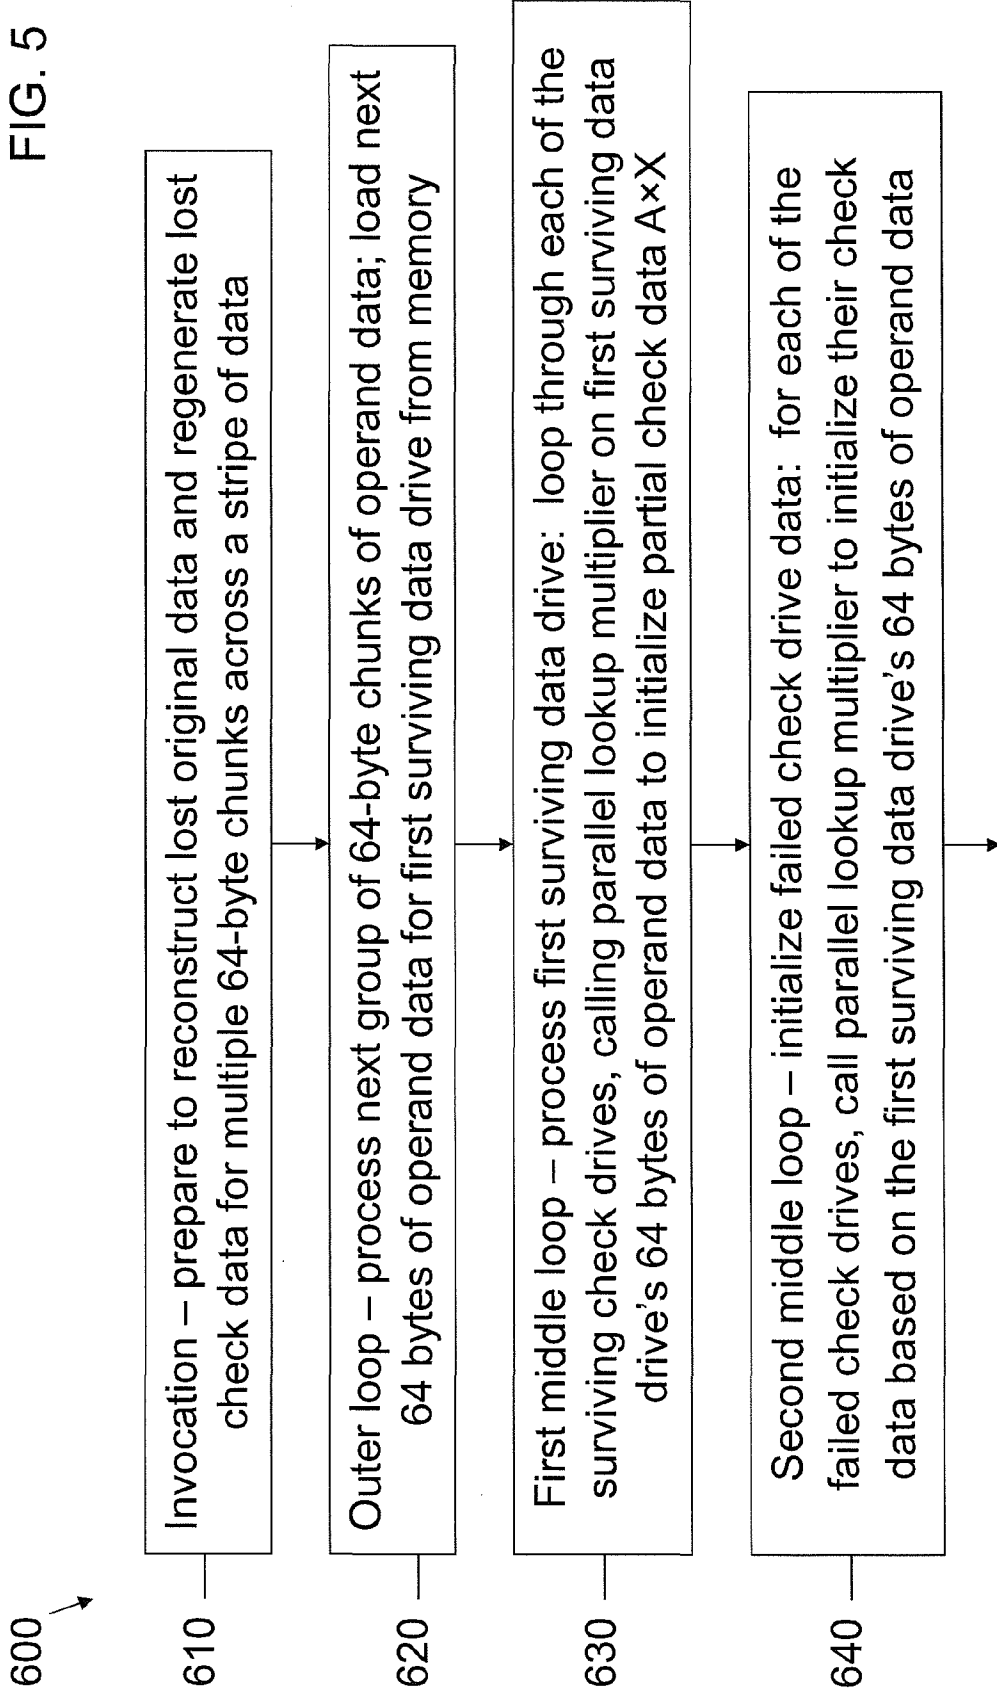 FIG. 5
600
610
Invocation – prepare to reconstruct lost original data and regenerate lost
check data for multiple 64-byte chunks across a stripe of data
620
Outer loop – process next group of 64-byte chunks of operand data; load next
64 bytes of operand data for first surviving data drive from memory
630
First middle loop – process first surviving data drive: loop through each of the
surviving check drives, calling parallel lookup multiplier on first surviving data
drive's 64 bytes of operand data to initialize partial check data A×X
640
Second middle loop – initialize failed check drive data: for each of the
failed check drives, call parallel lookup multiplier to initialize their check
data based on the first surviving data drive's 64 bytes of operand data